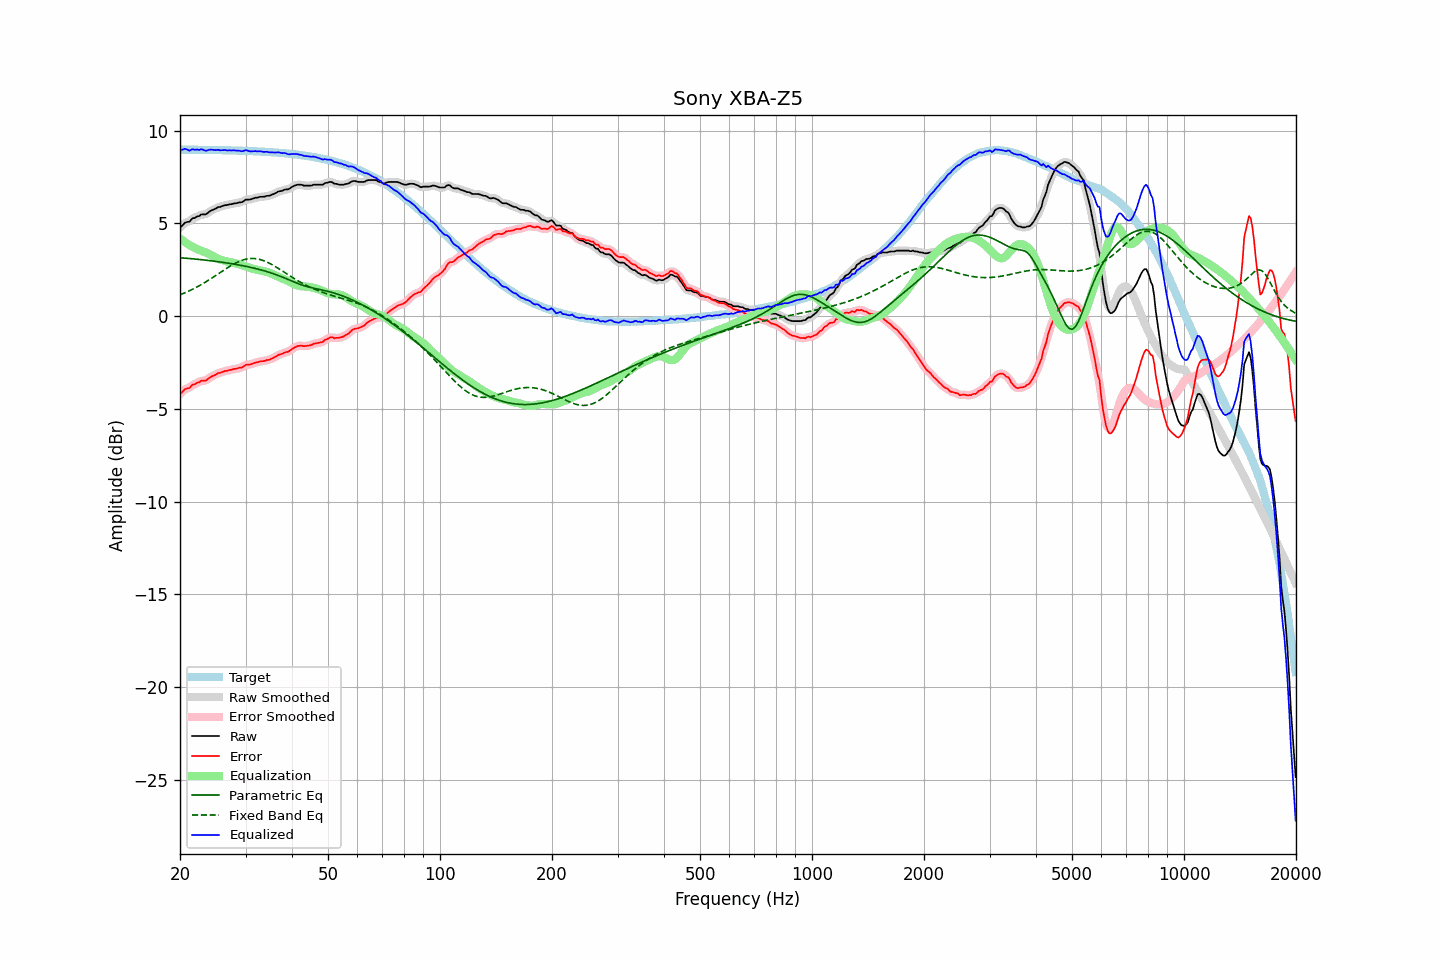 Sony XBA-Z5
10
5
0
−5
−10
−15
−20
−25
Amplitude (dBr)
Target
Raw Smoothed
Error Smoothed
Raw
Error
Equalization
Parametric Eq
Fixed Band Eq
Equalized
20 50 100 200 500 1000 2000 5000 10000 20000
Frequency (Hz)